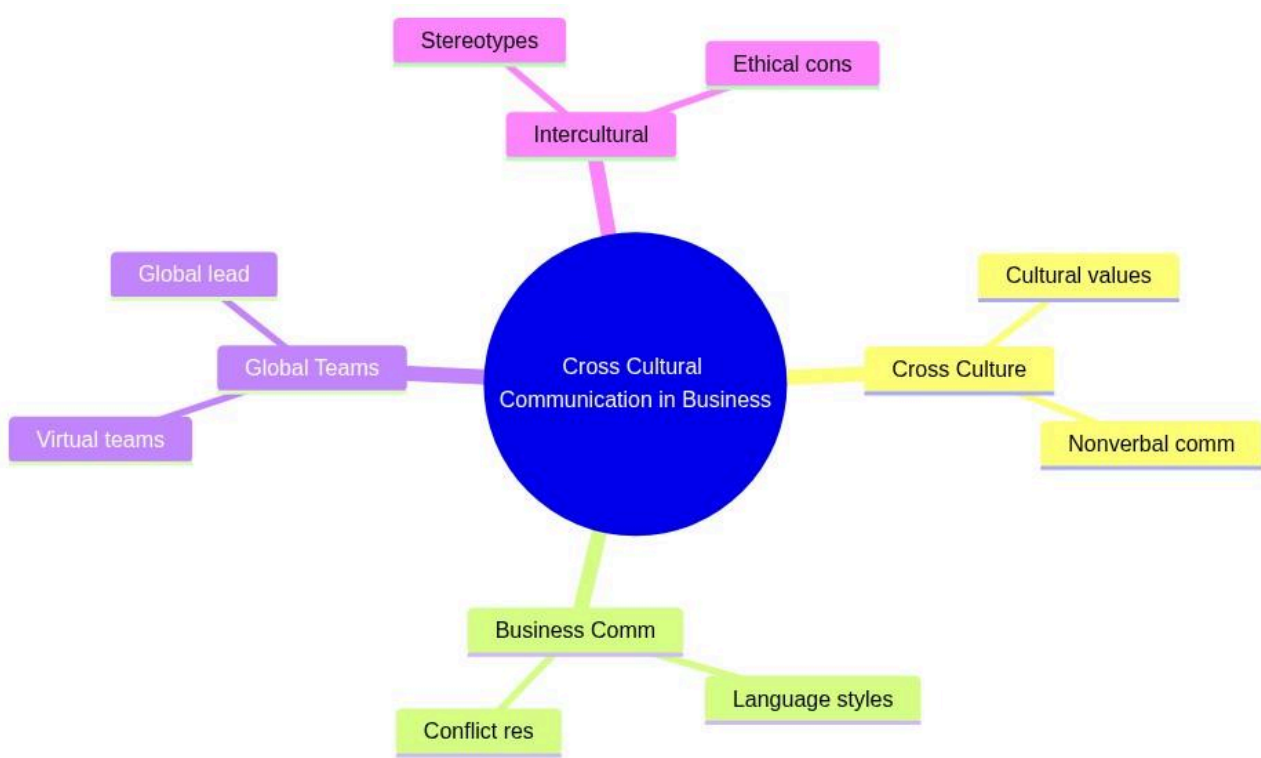 Stereotypes
Ethical cons
Intercultural
Global lead
Cultural values
Global Teams
Cross Cultural
Communication in Business
Cross Culture
Virtual teams
Nonverbal comm
Business Comm
Language styles
Conflict res